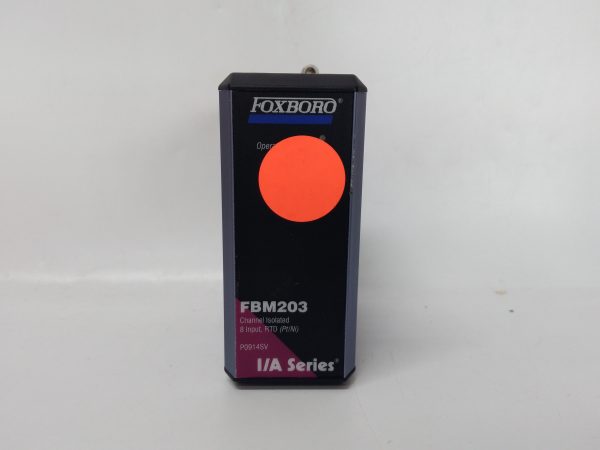 FOXBORO®
®
FBM203
Channel Isolated
8 Input, RTD (Pt/Ni)
P0914SV
I/A Series®